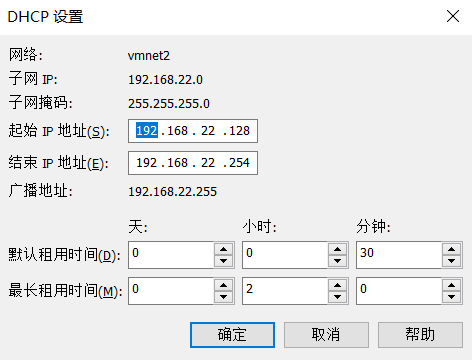 DHCP 设置
网络: vmnet2
子网 IP: 192.168.22.0
子网掩码: 255.255.255.0
起始 IP 地址(S): 192 .168 . 22 .128
结束 IP 地址(E): 192 .168 . 22 .254
广播地址: 192.168.22.255
天: 小时: 分钟:
默认租用时间(D): 0 0 30
最长租用时间(M): 0 2 0
确定 取消 帮助